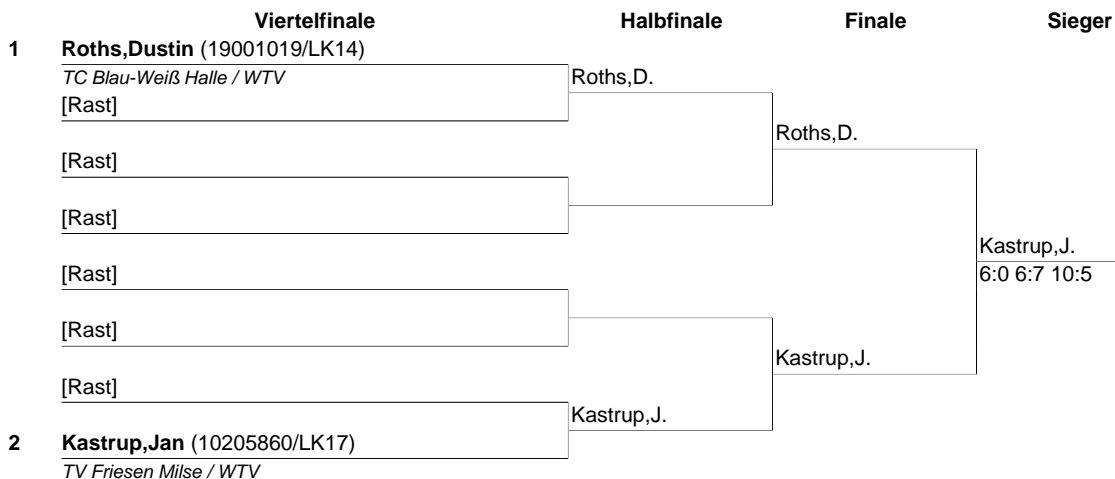 Viertelfinale Halbfinale Finale Sieger
1 Roths,Dustin (19001019/LK14)
TC Blau-Weiß Halle / WTV
Roths,D.
[Rast]
Roths,D.
[Rast]
[Rast]
Kastrup,J.
[Rast]
6:0 6:7 10:5
[Rast]
Kastrup,J.
[Rast]
Kastrup,J.
2 Kastrup,Jan (10205860/LK17)
TV Friesen Milse / WTV